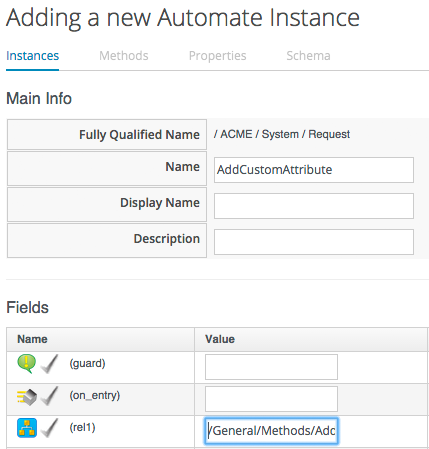 Adding a new Automate Instance
Instances Methods Properties Schema
Main Info
Fully Qualified Name / ACME / System / Request
Name AddCustomAttribute
Display Name
Description
Fields
Name Value
(guard)
(on_entry)
(rel1) /General/Methods/Add